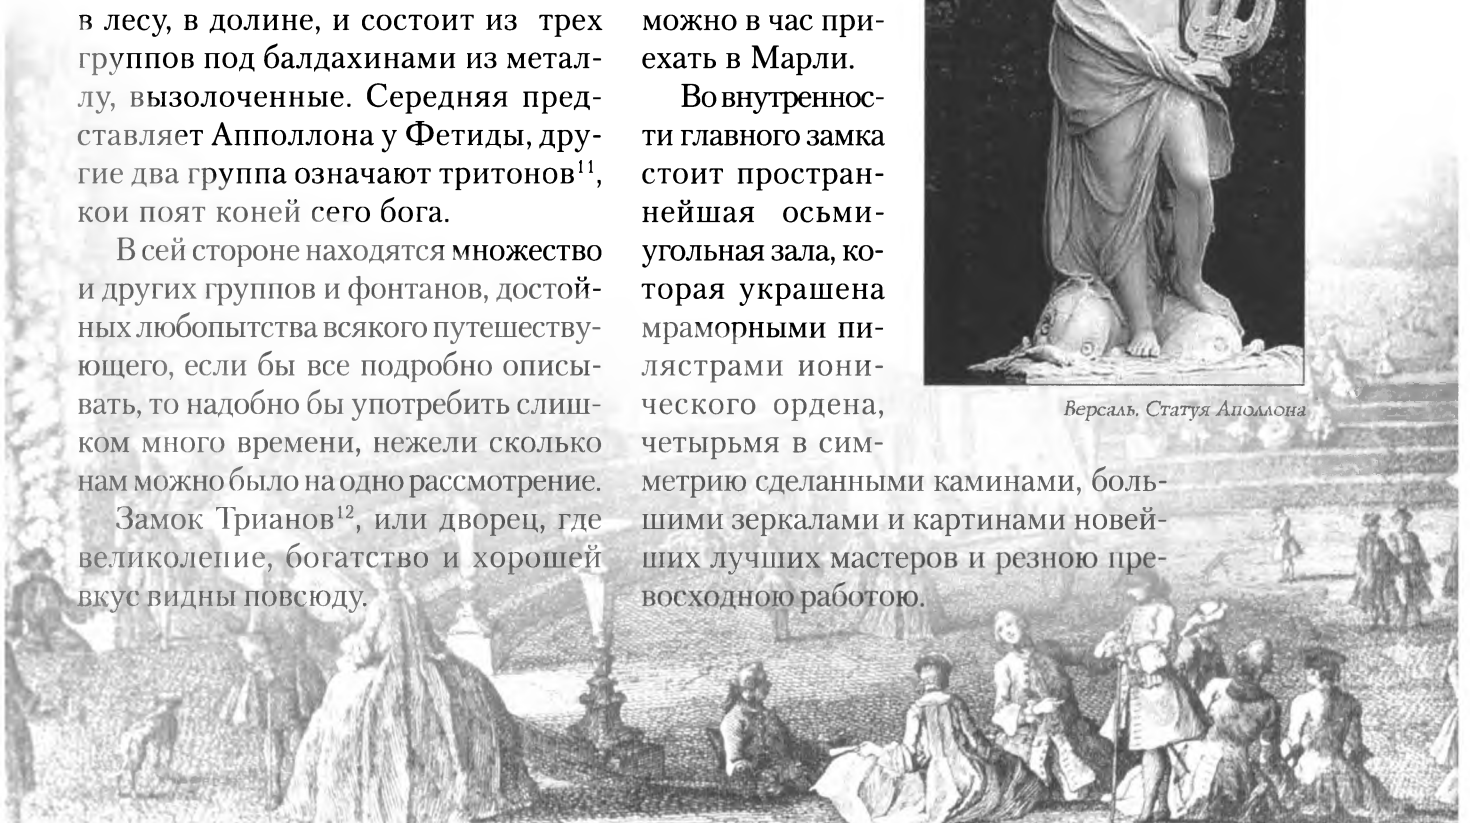 в лесу, в долине, и состоит из трех
группов под балдахинами из метал-
лу, вызолоченные. Середняя пред-
ставляет Апполлона у Фетиды, дру-
гие два группа означают тритонов¹¹,
кои поят коней сего бога.
В сей стороне находятся множество
и других группов и фонтанов, достой-
ных любопытства всякого путешеству-
ющего, если бы все подробно описы-
вать, то надобно бы употребить слиш-
ком много времени, нежели сколько
нам можно было на одно рассмотрение.
Замок Трианов¹², или дворец, где
великолепие, богатство и хорошей
вкус видны повсюду.
можно в час при-
ехать в Марли.
Во внутреннос-
ти главного замка
стоит простран-
нейшая осьми-
угольная зала, ко-
торая украшена
мраморными пи-
лястрами иони-
ческого ордена,
четырьмя в сим-
метрию сделанными каминами, боль-
шими зеркалами и картинами новей-
ших лучших мастеров и резною пре-
восходною работою.
Версаль. Статуя Аполлона